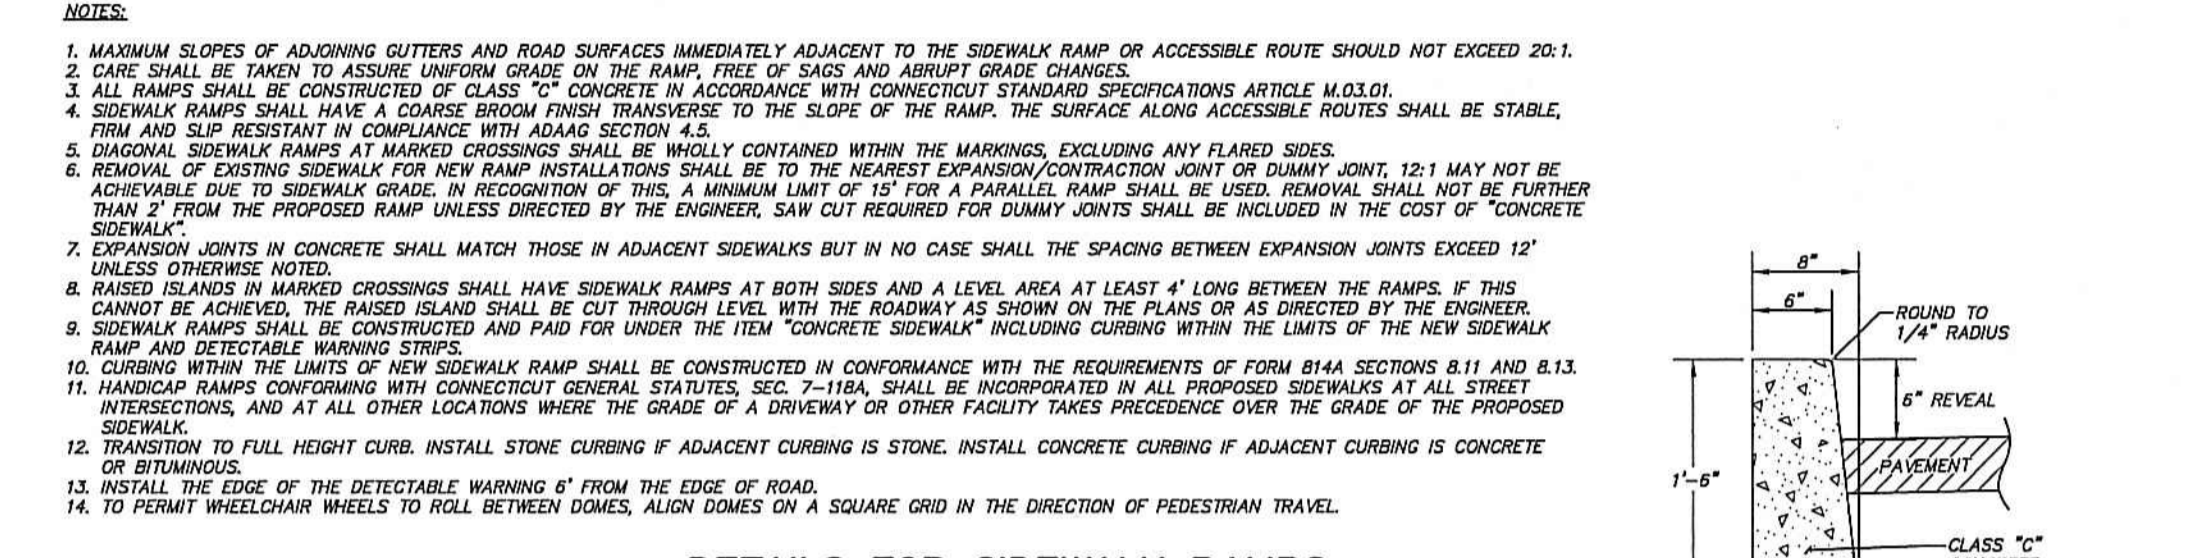 NOTES:
1. MAXIMUM SLOPES OF ADJOINING GUTTERS AND ROAD SURFACES IMMEDIATELY ADJACENT TO THE SIDEWALK RAMP OR ACCESSIBLE ROUTE SHOULD NOT EXCEED 20:1.
2. CARE SHALL BE TAKEN TO ASSURE UNIFORM GRADE ON THE RAMP, FREE OF SAGS AND ABRUPT GRADE CHANGES.
3. ALL RAMPS SHALL BE CONSTRUCTED OF CLASS "C" CONCRETE IN ACCORDANCE WITH CONNECTICUT STANDARD SPECIFICATIONS ARTICLE M.03.01.
4. SIDEWALK RAMPS SHALL HAVE A COARSE BROOM FINISH TRANSVERSE TO THE SLOPE OF THE RAMP. THE SURFACE ALONG ACCESSIBLE ROUTES SHALL BE STABLE,
FIRM AND SLIP RESISTANT IN COMPLIANCE WITH ADAAG SECTION 4.5.
5. DIAGONAL SIDEWALK RAMPS AT MARKED CROSSINGS SHALL BE WHOLLY CONTAINED WITHIN THE MARKINGS, EXCLUDING ANY FLARED SIDES.
6. REMOVAL OF EXISTING SIDEWALK FOR NEW RAMP INSTALLATIONS SHALL BE TO THE NEAREST EXPANSION/CONTRACTION JOINT OR DUMMY JOINT, 12:1 MAY NOT BE
ACHIEVABLE DUE TO SIDEWALK GRADE. IN RECOGNITION OF THIS, A MINIMUM LIMIT OF 15' FOR A PARALLEL RAMP SHALL BE USED. REMOVAL SHALL NOT BE FURTHER
THAN 2' FROM THE PROPOSED RAMP UNLESS DIRECTED BY THE ENGINEER, SAW CUT REQUIRED FOR DUMMY JOINTS SHALL BE INCLUDED IN THE COST OF "CONCRETE
SIDEWALK".
7. EXPANSION JOINTS IN CONCRETE SHALL MATCH THOSE IN ADJACENT SIDEWALKS BUT IN NO CASE SHALL THE SPACING BETWEEN EXPANSION JOINTS EXCEED 12'
UNLESS OTHERWISE NOTED.
8. RAISED ISLANDS IN MARKED CROSSINGS SHALL HAVE SIDEWALK RAMPS AT BOTH SIDES AND A LEVEL AREA AT LEAST 4' LONG BETWEEN THE RAMPS. IF THIS
CANNOT BE ACHIEVED, THE RAISED ISLAND SHALL BE CUT THROUGH LEVEL WITH THE ROADWAY AS SHOWN ON THE PLANS OR AS DIRECTED BY THE ENGINEER.
9. SIDEWALK RAMPS SHALL BE CONSTRUCTED AND PAID FOR UNDER THE ITEM "CONCRETE SIDEWALK" INCLUDING CURBING WITHIN THE LIMITS OF THE NEW SIDEWALK
RAMP AND DETECTABLE WARNING STRIPS.
10. CURBING WITHIN THE LIMITS OF NEW SIDEWALK RAMP SHALL BE CONSTRUCTED IN CONFORMANCE WITH THE REQUIREMENTS OF FORM 814A SECTIONS 8.11 AND 8.13.
11. HANDICAP RAMPS CONFORMING WITH CONNECTICUT GENERAL STATUTES, SEC. 7-118A, SHALL BE INCORPORATED IN ALL PROPOSED SIDEWALKS AT ALL STREET
INTERSECTIONS, AND AT ALL OTHER LOCATIONS WHERE THE GRADE OF A DRIVEWAY OR OTHER FACILITY TAKES PRECEDENCE OVER THE GRADE OF THE PROPOSED
SIDEWALK.
12. TRANSITION TO FULL HEIGHT CURB. INSTALL STONE CURBING IF ADJACENT CURBING IS STONE. INSTALL CONCRETE CURBING IF ADJACENT CURBING IS CONCRETE
OR BITUMINOUS.
13. INSTALL THE EDGE OF THE DETECTABLE WARNING 6' FROM THE EDGE OF ROAD.
14. TO PERMIT WHEELCHAIR WHEELS TO ROLL BETWEEN DOMES, ALIGN DOMES ON A SQUARE GRID IN THE DIRECTION OF PEDESTRIAN TRAVEL.
8"
6"
ROUND TO
1/4" RADIUS
6" REVEAL
PAVEMENT
1'-6"
CLASS "C"